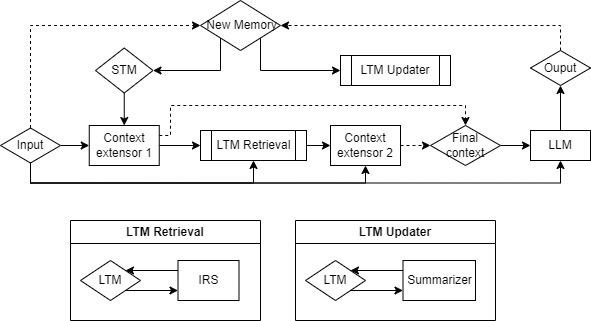 New Memory
STM
LTM Updater
Ouput
Input
Context
extensor 1
LTM Retrieval
Context
extensor 2
Final
context
LLM
LTM Retrieval
LTM
IRS
LTM Updater
LTM
Summarizer